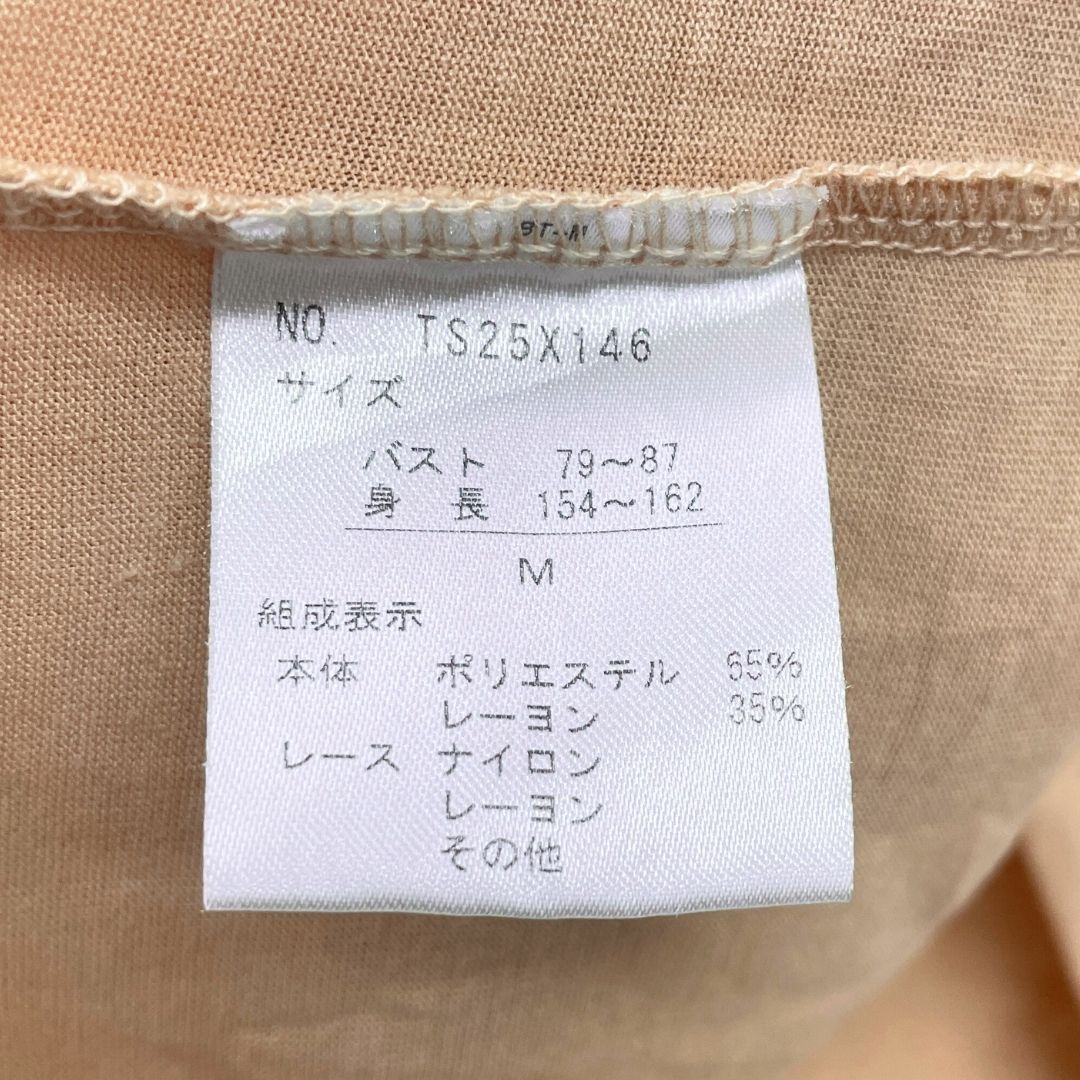 NO. TS25X146
サイズ
バスト 79～87
身 長 154～162
M
組成表示
本体 ポリエステル 65%
レーヨン 35%
レース ナイロン
レーヨン
その他